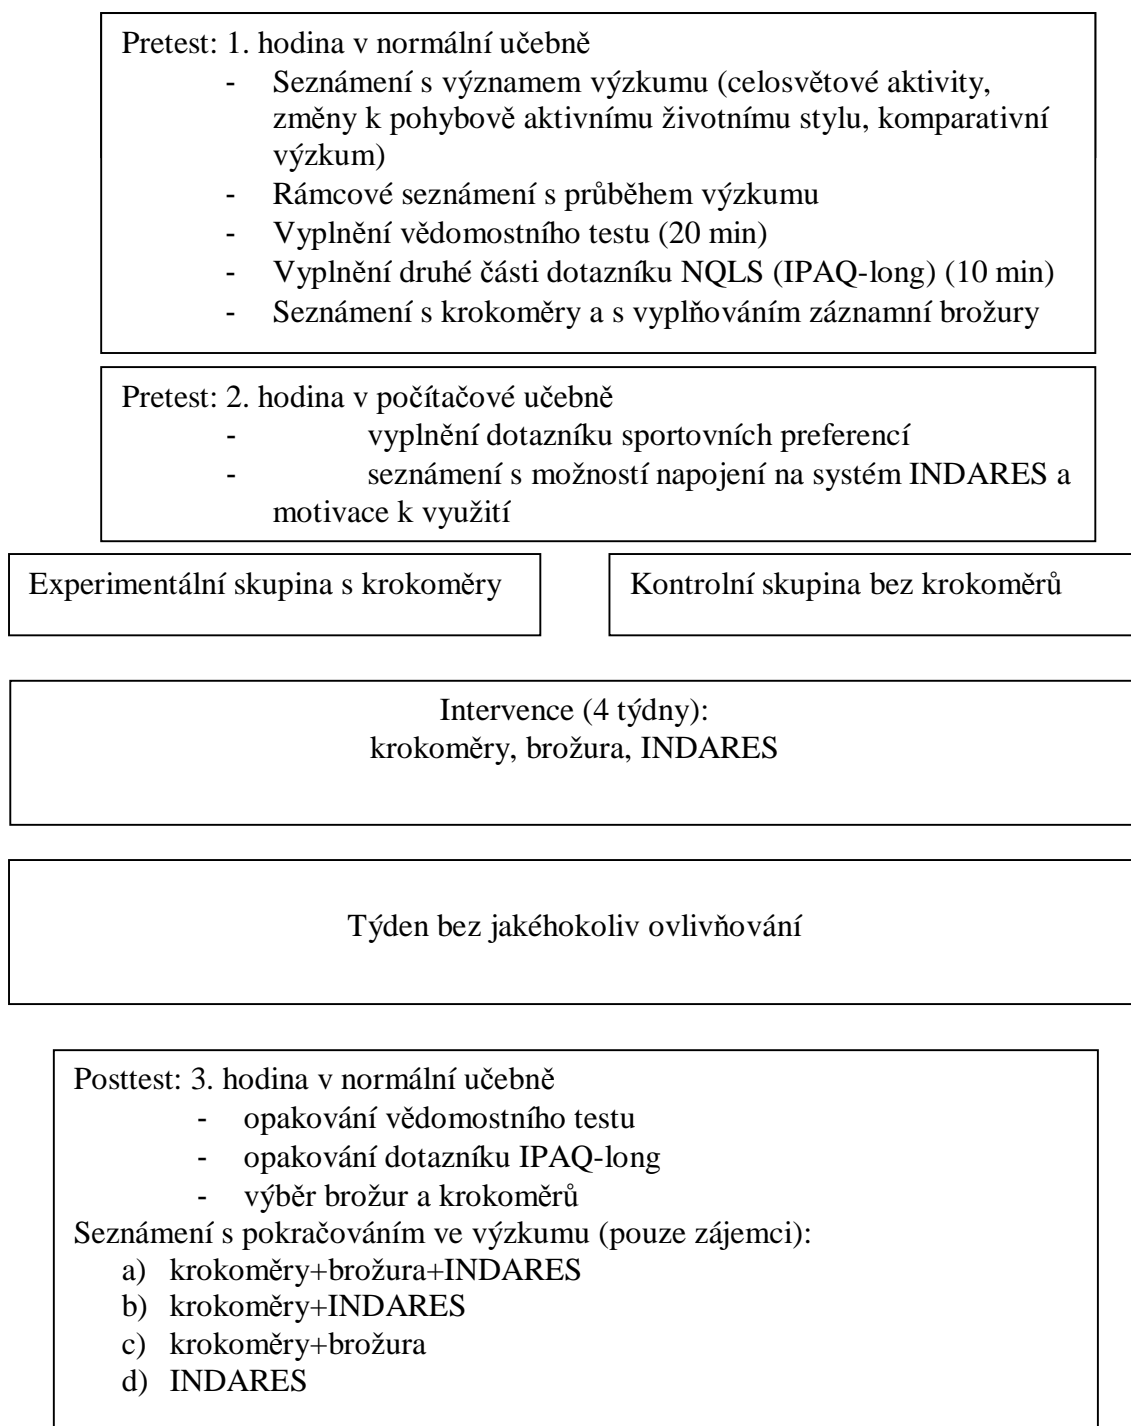 Pretest: 1. hodina v normální učebně
- Seznámení s významem výzkumu (celosvětové aktivity,
změny k pohybově aktivnímu životnímu stylu, komparativní
výzkum)
- Rámcové seznámení s průběhem výzkumu
- Vyplnění vědomostního testu (20 min)
- Vyplnění druhé části dotazníku NQLS (IPAQ-long) (10 min)
- Seznámení s krokoměry a s vyplňováním záznamní brožury
Pretest: 2. hodina v počítačové učebně
- vyplnění dotazníku sportovních preferencí
- seznámení s možností napojení na systém INDARES a
motivace k využití
Experimentální skupina s krokoměry
Kontrolní skupina bez krokoměrů
Intervence (4 týdny):
krokoměry, brožura, INDARES
Týden bez jakéhokoliv ovlivňování
Posttest: 3. hodina v normální učebně
- opakování vědomostního testu
- opakování dotazníku IPAQ-long
- výběr brožur a krokoměrů
Seznámení s pokračováním ve výzkumu (pouze zájemci):
a) krokoměry+brožura+INDARES
b) krokoměry+INDARES
c) krokoměry+brožura
d) INDARES